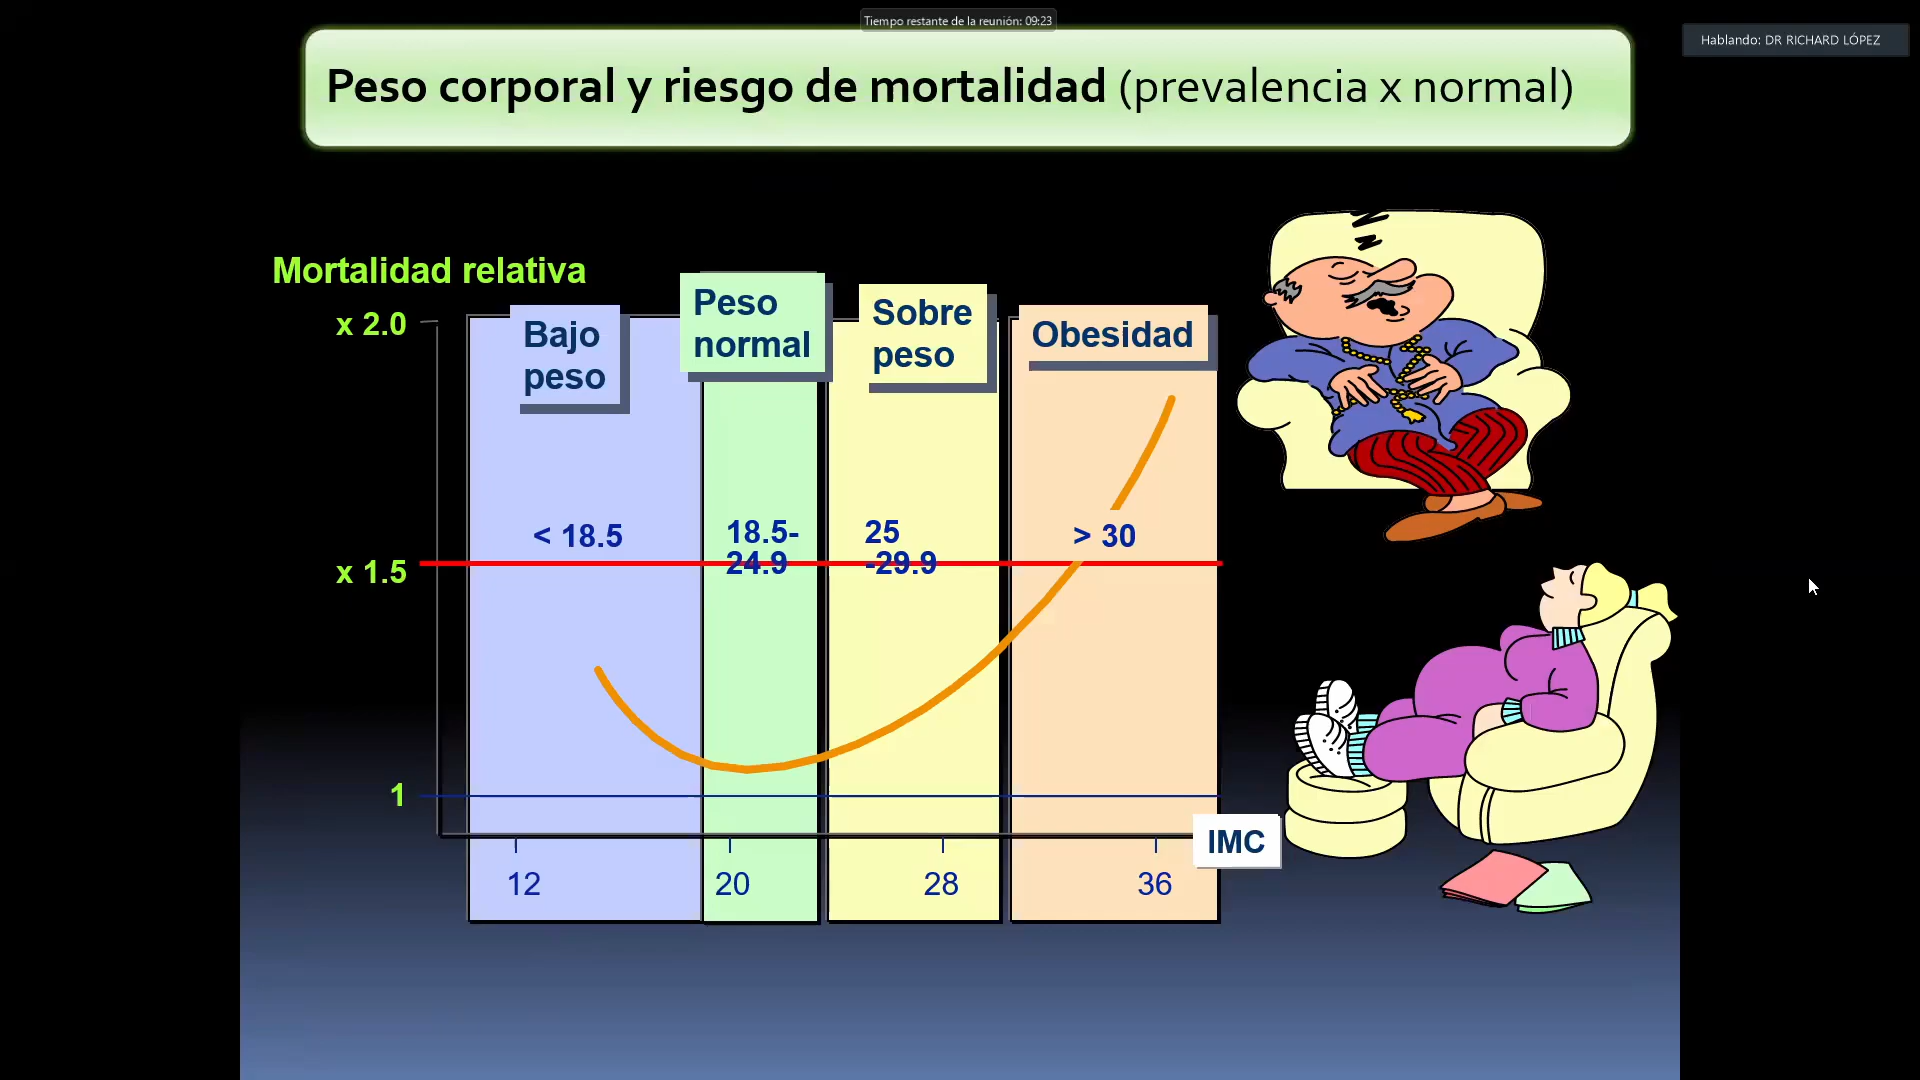 Tiempo restante de la reunión: 09:23
Hablando: DR RICHARD LÓPEZ
Peso corporal y riesgo de mortalidad (prevalencia x normal)
Mortalidad relativa
x 2.0
x 1.5
1
Bajo
peso
Peso
normal
Sobre
peso
Obesidad
< 18.5
18.5-
24.9
25
-29.9
> 30
12
20
28
36
IMC